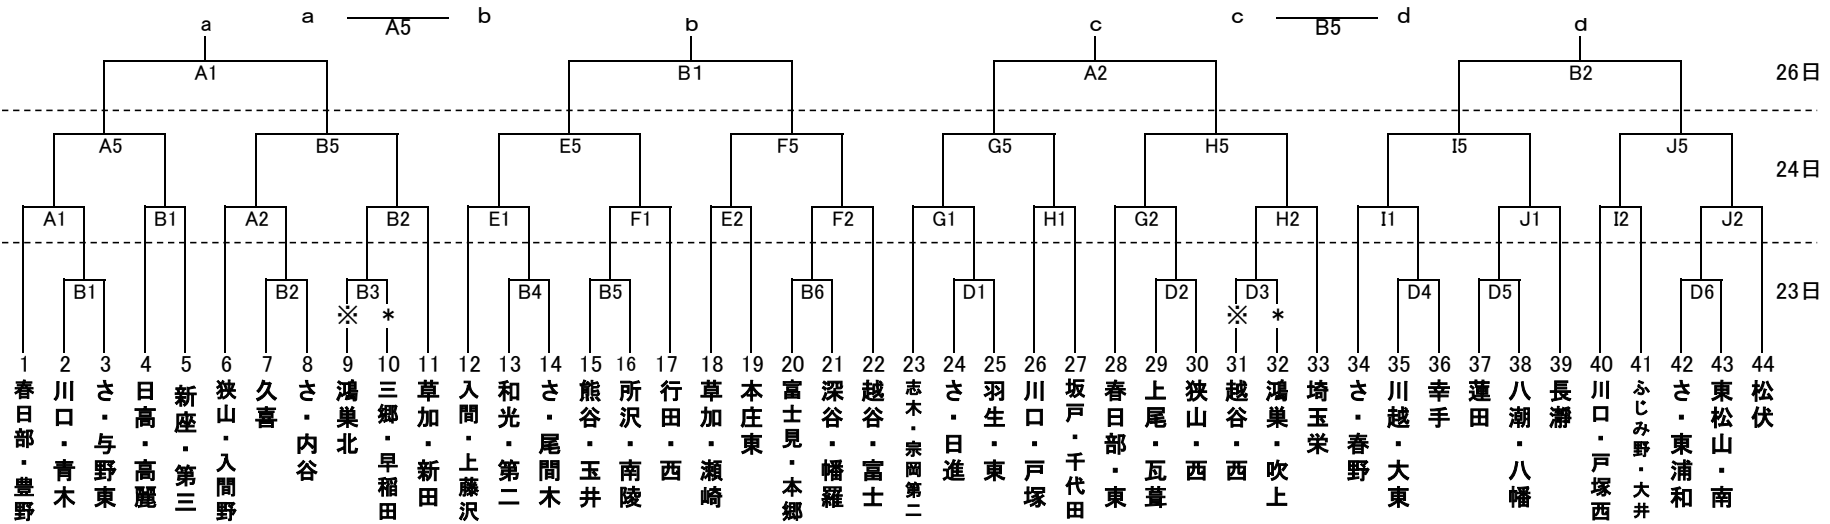 a A5 b
c B5 d
a b c d
A1 B1 A2 B2 26日
A5 B5 E5 F5 G5 H5 I5 J5
24日
A1 B1 A2 B2 E1 F1 E2 F2 G1 H1 G2 H2 I1 J1 I2 J2
B1 B2 B3 B4 B5 B6 D1 D2 D3 D4 D5 D6 23日
※ * ※ *
1 春日部・豊野
2 川口・青木
3 さ・与野東
4 日高・高麗
5 新座・第三
6 狭山・入間野
7 久喜
8 さ・内谷
9 鴻巣北
10 三郷・早稲田
11 草加・新田
12 入間・上藤沢
13 和光・第二
14 さ・尾間木
15 熊谷・玉井
16 所沢・南陵
17 行田・西
18 草加・瀬崎
19 本庄東
20 富士見・本郷
21 深谷・幡羅
22 越谷・富士
23 志木・宗岡第二
24 さ・日進
25 羽生・東
26 川口・戸塚
27 坂戸・千代田
28 春日部・東
29 上尾・瓦葺
30 狭山・西
31 越谷・西
32 鴻巣・吹上
33 埼玉栄
34 さ・春野
35 川越・大東
36 幸手
37 蓮田
38 八潮・八幡
39 長瀞
40 川口・戸塚西
41 ふじみ野・大井
42 さ・東浦和
43 東松山・南
44 松伏